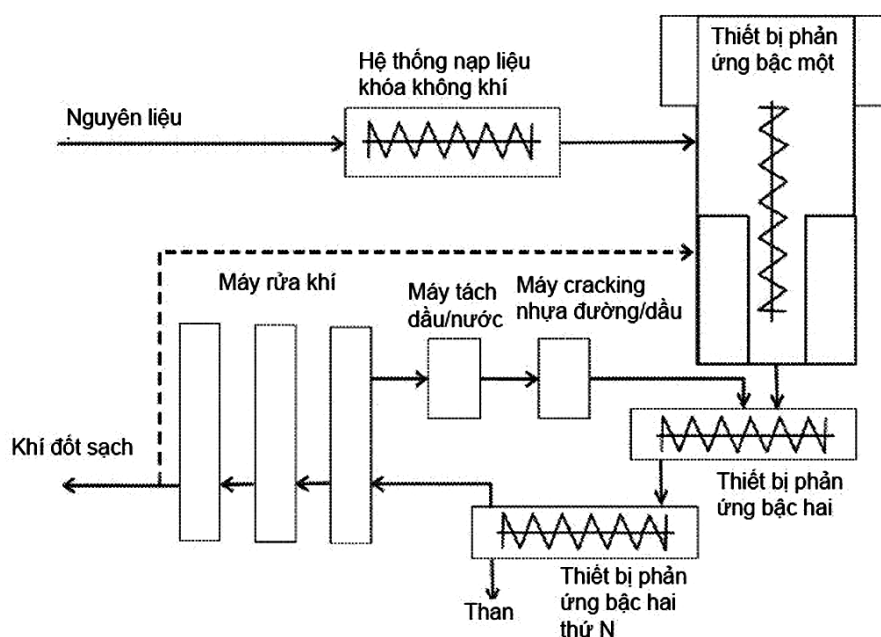 Thiết bị phản
ứng bậc một
Hệ thống nạp liệu
khóa không khí
Nguyên liệu
Máy rửa khí
Máy tách
dầu/nước
Máy cracking
nhựa đường/dầu
Khí đốt sạch
Thiết bị phản
ứng bậc hai
Than
Thiết bị phản
ứng bậc hai
thứ N